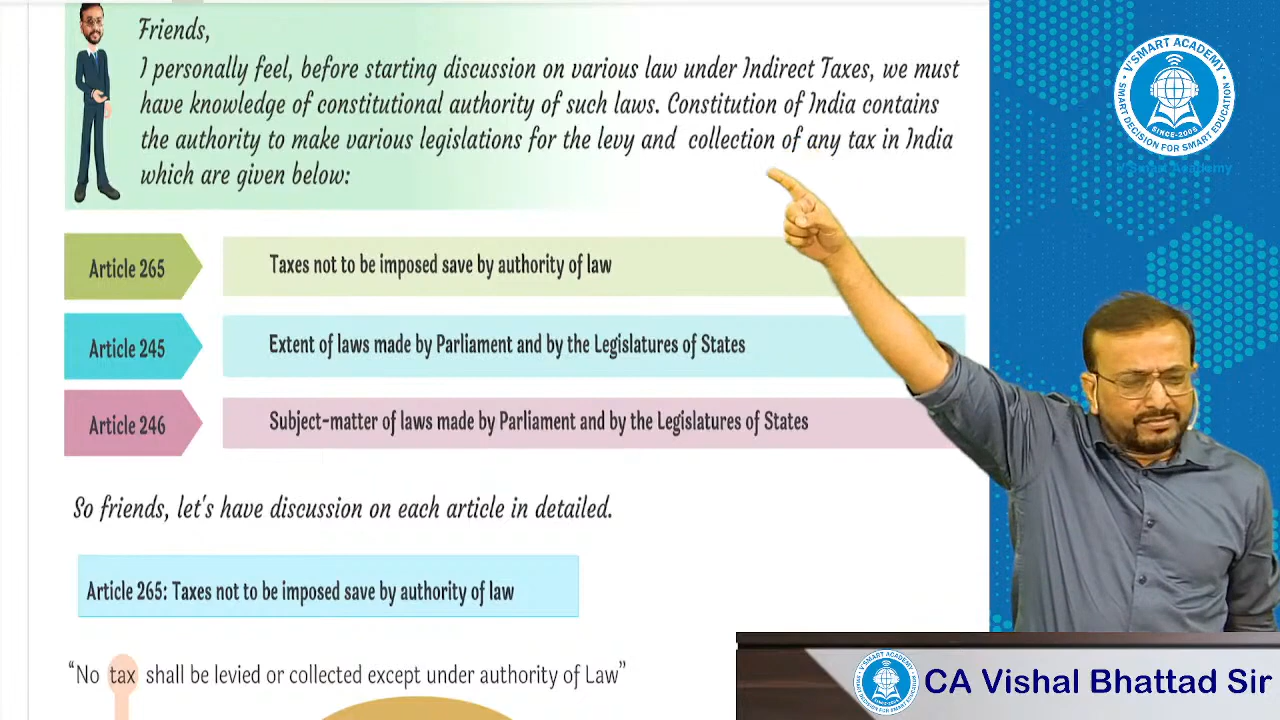 Friends,
I personally feel, before starting discussion on various law under Indirect Taxes, we must
have knowledge of constitutional authority of such laws. Constitution of India contains
the authority to make various legislations for the levy and collection of any tax in India
which are given below:
Article 265
Taxes not to be imposed save by authority of law
Article 245
Extent of laws made by Parliament and by the Legislatures of States
Article 246
Subject-matter of laws made by Parliament and by the Legislatures of States
So friends, let's have discussion on each article in detailed.
Article 265: Taxes not to be imposed save by authority of law
“No tax shall be levied or collected except under authority of Law”
V'SMART ACADEMY
SINCE-2005
SMART DECISION FOR SMART EDUCATION
V'Smart Academy
CA Vishal Bhattad Sir